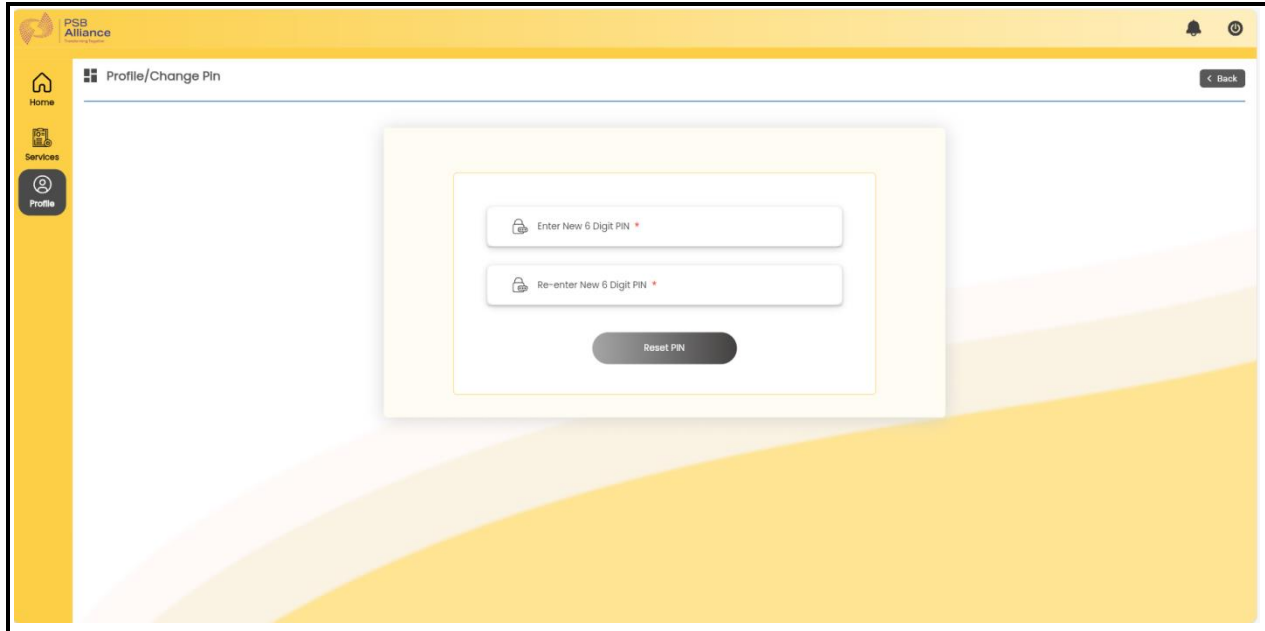 PSB
Alliance
Profile/Change Pin
< Back
Home
Services
Profile
Enter New 6 Digit PIN *
Re-enter New 6 Digit PIN *
Reset PIN